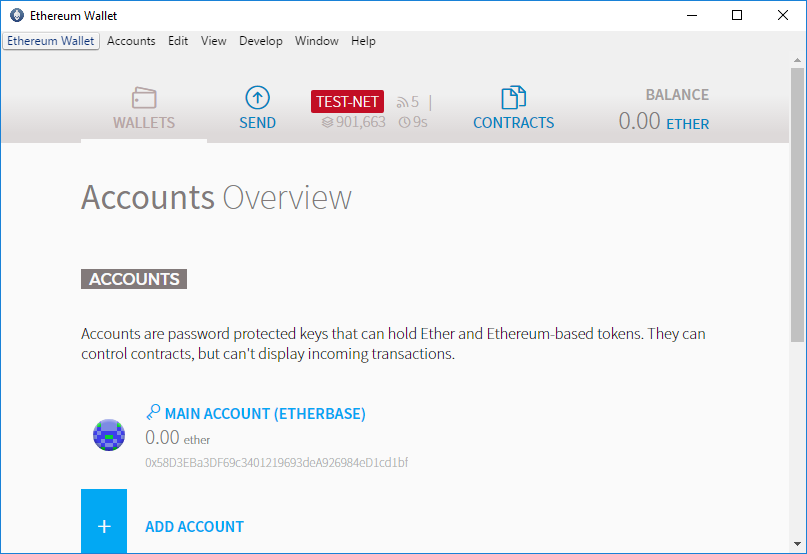 Ethereum Wallet
Ethereum Wallet Accounts Edit View Develop Window Help
WALLETS
SEND
TEST-NET 5 |
901,663 9s
CONTRACTS
BALANCE
0.00 ETHER
Accounts Overview
ACCOUNTS
Accounts are password protected keys that can hold Ether and Ethereum-based tokens. They can
control contracts, but can't display incoming transactions.
MAIN ACCOUNT (ETHERBASE)
0.00 ether
0x58D3EBa3DF69c3401219693deA926984eD1cd1bf
+ ADD ACCOUNT